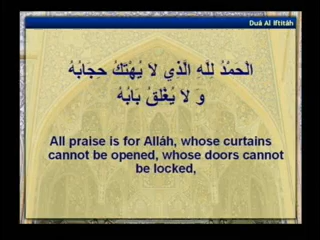 Duá Al Iftitáh
اَلْحَمْدُ لِلّٰهِ الَّذِي لَا يُهْتَكُ حِجَابُهُ
وَ لَا يُغْلَقُ بَابُهُ
All praise is for Alláh, whose curtains
cannot be opened, whose doors cannot
be locked,